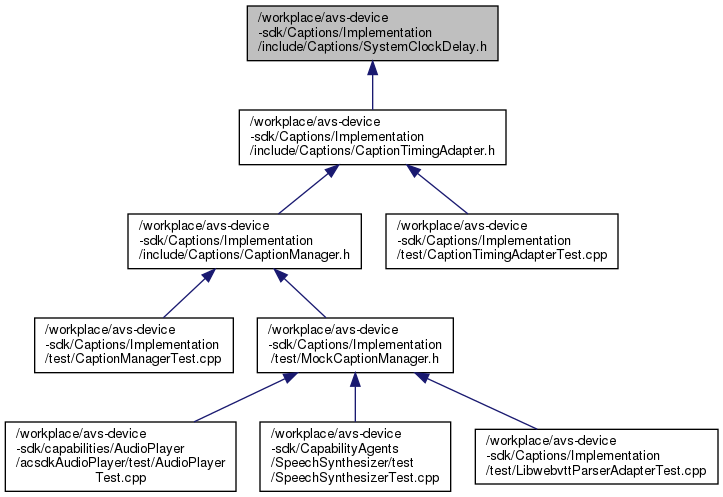 /workplace/avs-device
-sdk/Captions/Implementation
/include/Captions/SystemClockDelay.h
/workplace/avs-device
-sdk/Captions/Implementation
/include/Captions/CaptionTimingAdapter.h
/workplace/avs-device
-sdk/Captions/Implementation
/include/Captions/CaptionManager.h
/workplace/avs-device
-sdk/Captions/Implementation
/test/CaptionTimingAdapterTest.cpp
/workplace/avs-device
-sdk/Captions/Implementation
/test/CaptionManagerTest.cpp
/workplace/avs-device
-sdk/Captions/Implementation
/test/MockCaptionManager.h
/workplace/avs-device
-sdk/capabilities/AudioPlayer
/acsdkAudioPlayer/test/AudioPlayer
Test.cpp
/workplace/avs-device
-sdk/CapabilityAgents
/SpeechSynthesizer/test
/SpeechSynthesizerTest.cpp
/workplace/avs-device
-sdk/Captions/Implementation
/test/LibwebvttParserAdapterTest.cpp